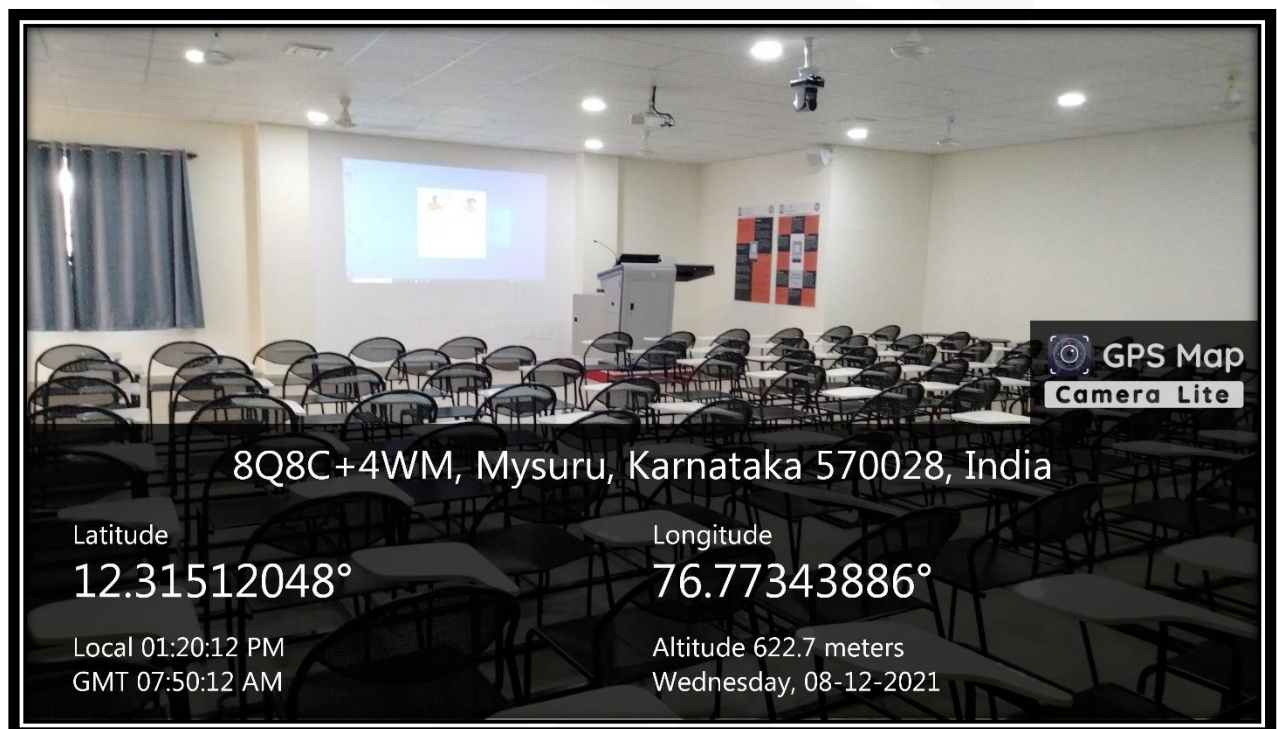 GPS Map
Camera Lite
8Q8C+4WM, Mysuru, Karnataka 570028, India
Latitude
12.31512048°
Longitude
76.77343886°
Local 01:20:12 PM
GMT 07:50:12 AM
Altitude 622.7 meters
Wednesday, 08-12-2021